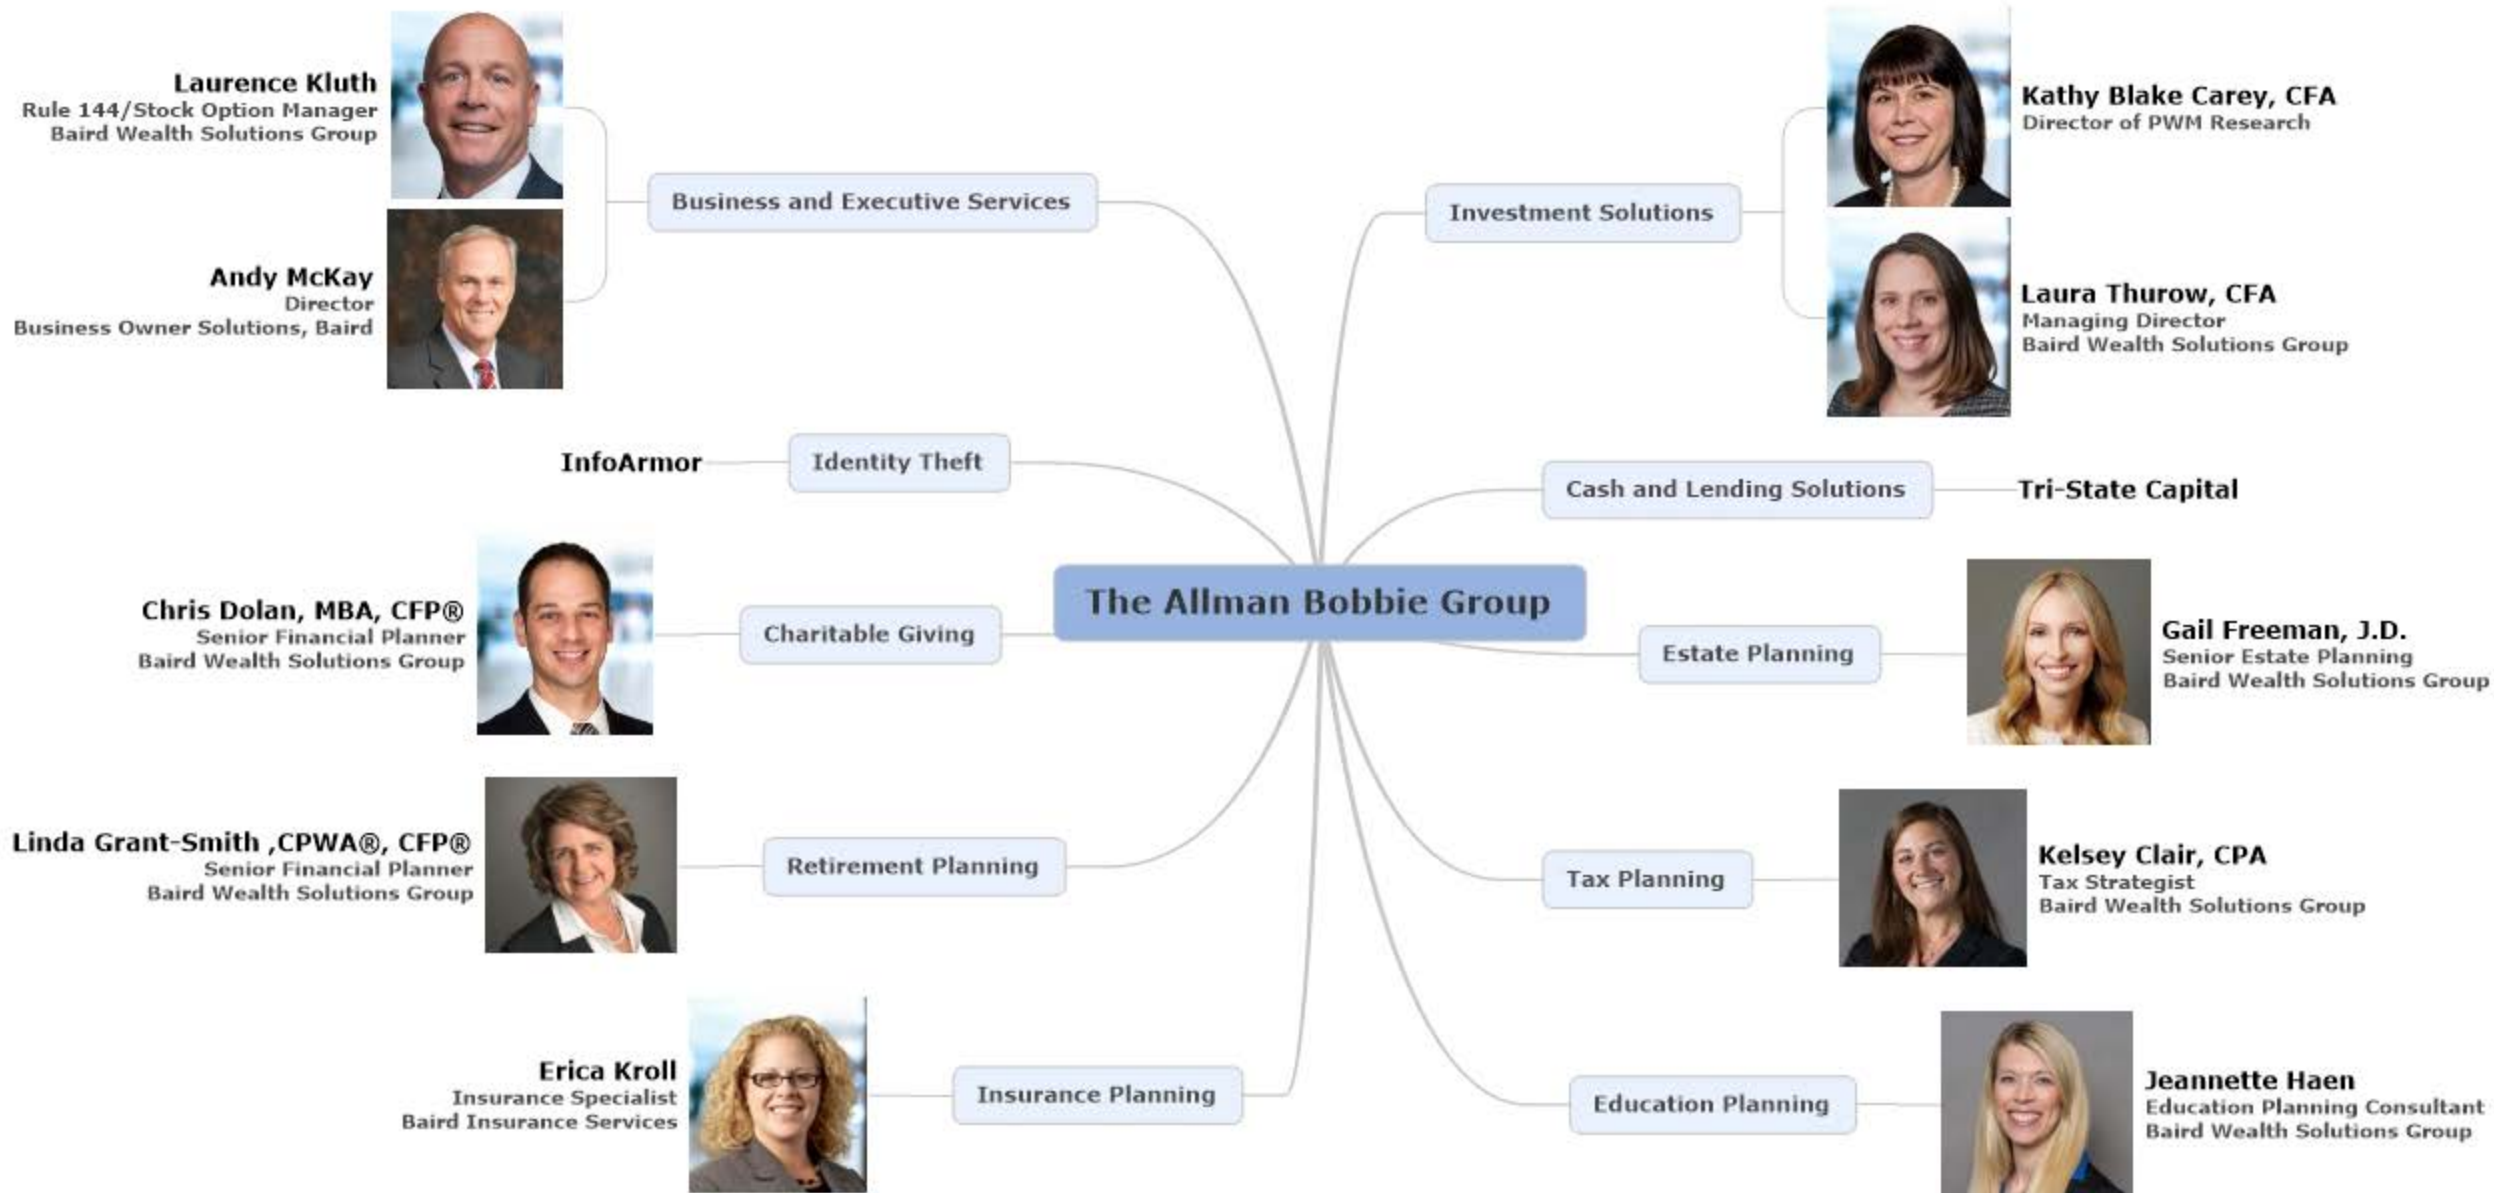 Laurence Kluth
Rule 144/Stock Option Manager
Baird Wealth Solutions Group
Andy McKay
Director
Business Owner Solutions, Baird
Business and Executive Services
InfoArmor
Identity Theft
Chris Dolan, MBA, CFP®
Senior Financial Planner
Baird Wealth Solutions Group
Charitable Giving
Linda Grant-Smith ,CPWA®, CFP®
Senior Financial Planner
Baird Wealth Solutions Group
Retirement Planning
Erica Kroll
Insurance Specialist
Baird Insurance Services
Insurance Planning
The Allman Bobbie Group
Investment Solutions
Kathy Blake Carey, CFA
Director of PWM Research
Laura Thurow, CFA
Managing Director
Baird Wealth Solutions Group
Cash and Lending Solutions
Tri-State Capital
Estate Planning
Gail Freeman, J.D.
Senior Estate Planning
Baird Wealth Solutions Group
Tax Planning
Kelsey Clair, CPA
Tax Strategist
Baird Wealth Solutions Group
Education Planning
Jeannette Haen
Education Planning Consultant
Baird Wealth Solutions Group